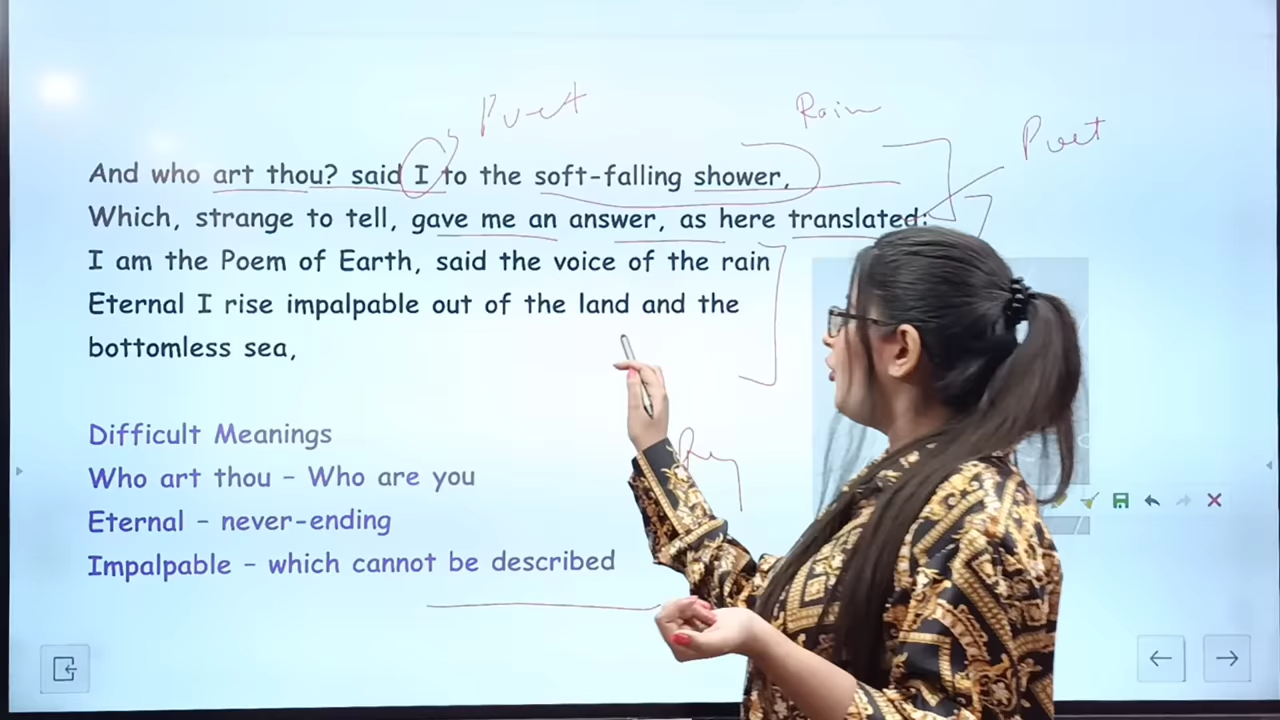 Poet
Rain
Poet
And who art thou? said I to the soft-falling shower,
Which, strange to tell, gave me an answer, as here translated:
I am the Poem of Earth, said the voice of the rain
Eternal I rise impalpable out of the land and the
bottomless sea,
Difficult Meanings
Who art thou – Who are you
Eternal – never-ending
Impalpable – which cannot be described